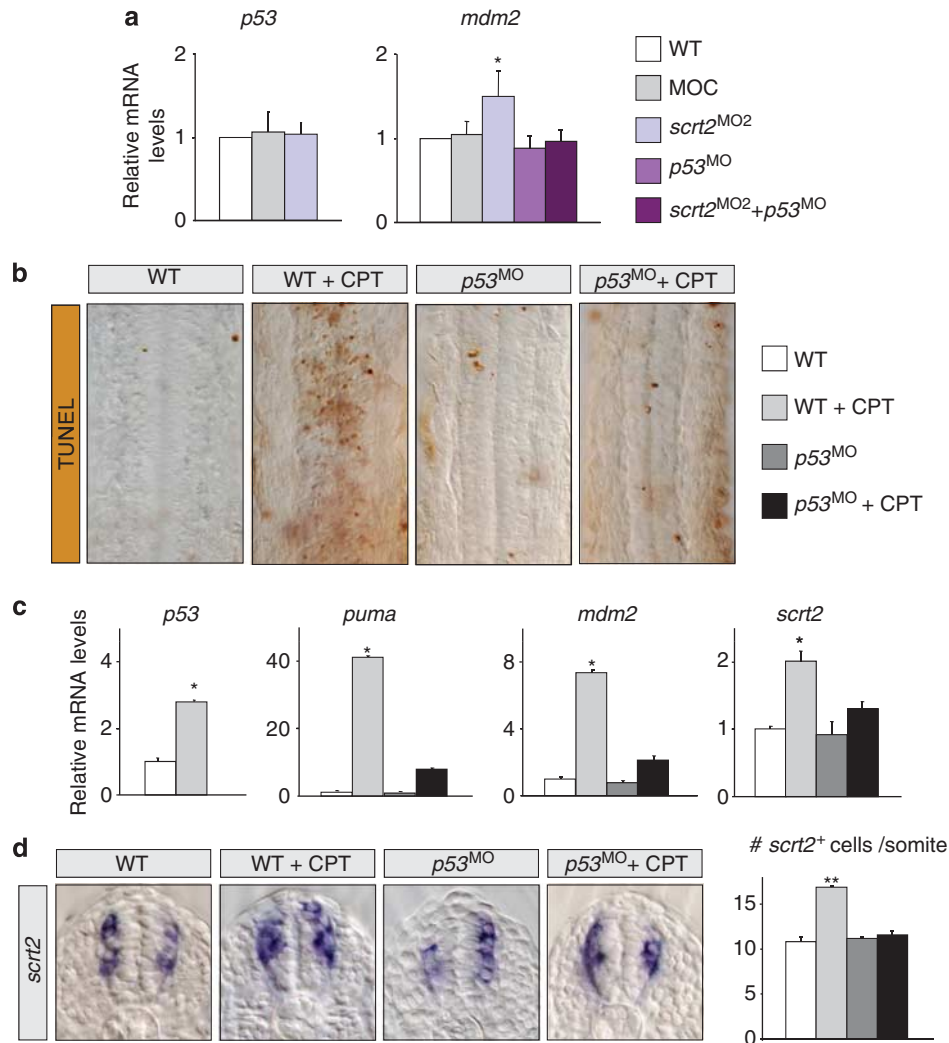 a
p53
mdm2
Relative mRNA
levels
2
1
0
2
1
0
*
WT
MOC
scrt2MO2
p53MO
scrt2MO2+p53MO
b
WT
WT + CPT
p53MO
p53MO + CPT
TUNEL
WT
WT + CPT
p53MO
p53MO + CPT
c
p53
puma
mdm2
scrt2
Relative mRNA levels
4
2
0
*
40
20
0
*
8
4
0
*
2
1
0
*
d
WT
WT + CPT
p53MO
p53MO + CPT
# scrt2+ cells /somite
scrt2
15
10
5
0
**